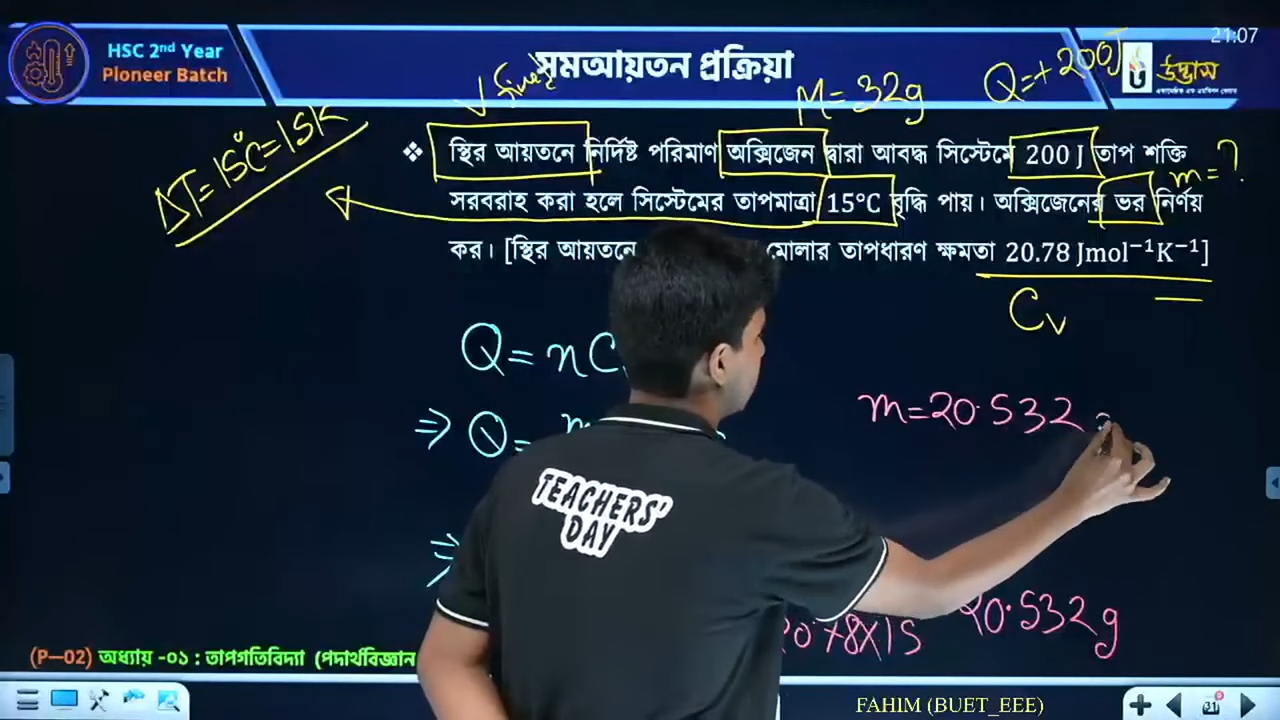 21:07
HSC 2nd Year
Pioneer Batch
সমআয়তন প্রক্রিয়া
উদ্ভাস
Q=+200J
M=32g
ΔT=15°C=15K
❖ স্থির আয়তনে নির্দিষ্ট পরিমাণ অক্সিজেন দ্বারা আবদ্ধ সিস্টেমে 200 J তাপ শক্তি
m=?
সরবরাহ করা হলে সিস্টেমের তাপমাত্রা 15°C বৃদ্ধি পায়। অক্সিজেনের ভর নির্ণয়
কর। [স্থির আয়তনে মোলার তাপধারণ ক্ষমতা 20.78 Jmol⁻¹K⁻¹]
Cv
Q=nC
⇒ Q=
m=20.532
⇒
20.532g
78×15
TEACHERS'
DAY
(P–02) অধ্যায় -০১ : তাপগতিবিদ্যা (পদার্থবিজ্ঞান
FAHIM (BUET_EEE)